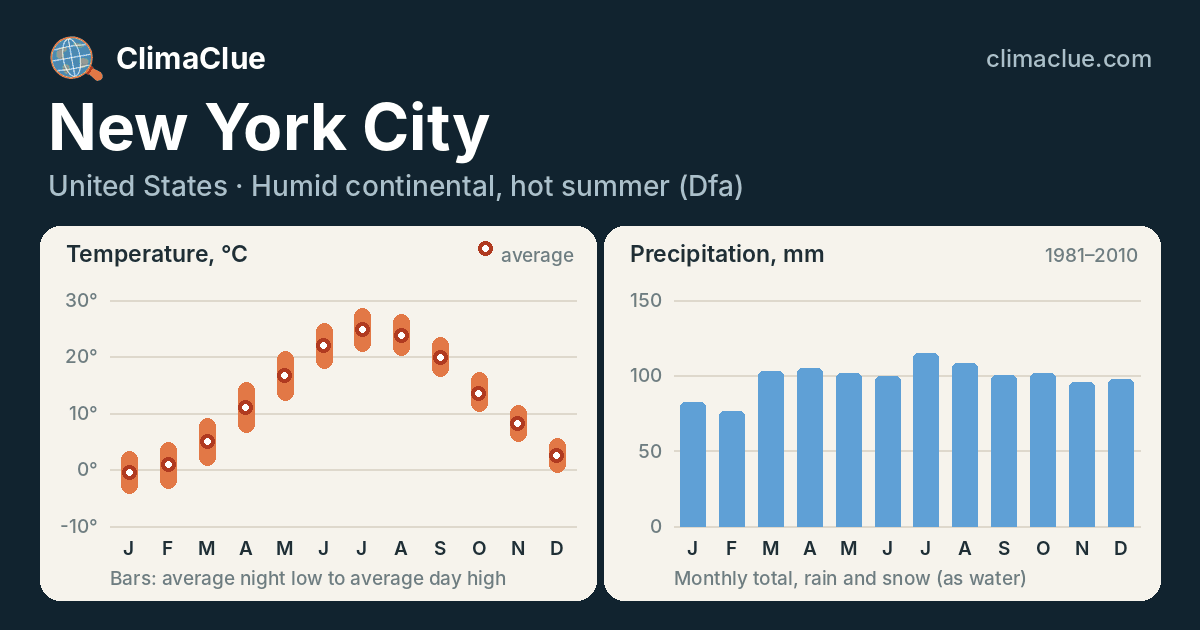 ClimaClue
climaclue.com
New York City
United States · Humid continental, hot summer (Dfa)
Temperature, °C
average
30°
20°
10°
0°
-10°
J F M A M J J A S O N D
Bars: average night low to average day high
Precipitation, mm
1981–2010
150
100
50
0
J F M A M J J A S O N D
Monthly total, rain and snow (as water)